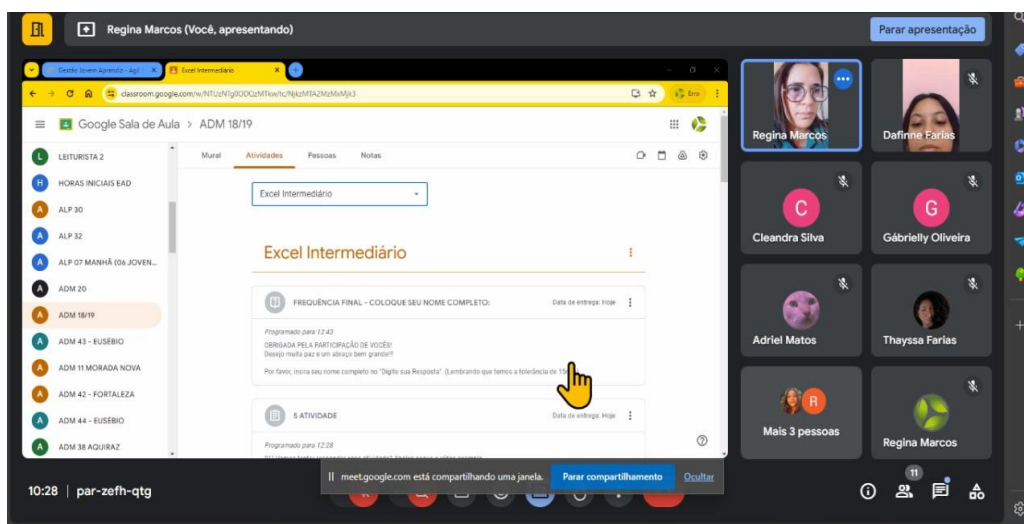 Regina Marcos (Você, apresentando)
Parar apresentação
Gestão Jovem Aprendiz - Agil
Excel Intermediário
classroom.google.com/w/
Erro
Google Sala de Aula > ADM 18/19
L LEITURISTA 2
H HORAS INICIAIS EAD
A ALP 30
A ALP 32
A ALP 07 MANHÃ (06 JOVEN...
A ADM 20
A ADM 18/19
A ADM 43 - EUSÉBIO
A ADM 11 MORADA NOVA
A ADM 42 - FORTALEZA
A ADM 44 - EUSÉBIO
A ADM 38 AQUIRAZ
Mural Atividades Pessoas Notas
Excel Intermediário
Excel Intermediário
FREQUÊNCIA FINAL - COLOQUE SEU NOME COMPLETO:
Data de entrega: Hoje
Programado para 12:43
OBRIGADA PELA PARTICIPAÇÃO DE VOCÊS!
Desejo muita paz e um abraço bem grande!!!
Por favor, insira seu nome completo no "Digite sua Resposta". (Lembrando que temos a tolerância de
5 ATIVIDADE
Data de entrega: Hoje
Programado para 12:28
meet.google.com está compartilhando uma janela.
Parar compartilhamento
Ocultar
Regina Marcos
Dafinne Farias
C
Cleandra Silva
G
Gábrielly Oliveira
Adriel Matos
Thayssa Farias
R
Mais 3 pessoas
Regina Marcos
10:28 | par-zefh-qtg
11